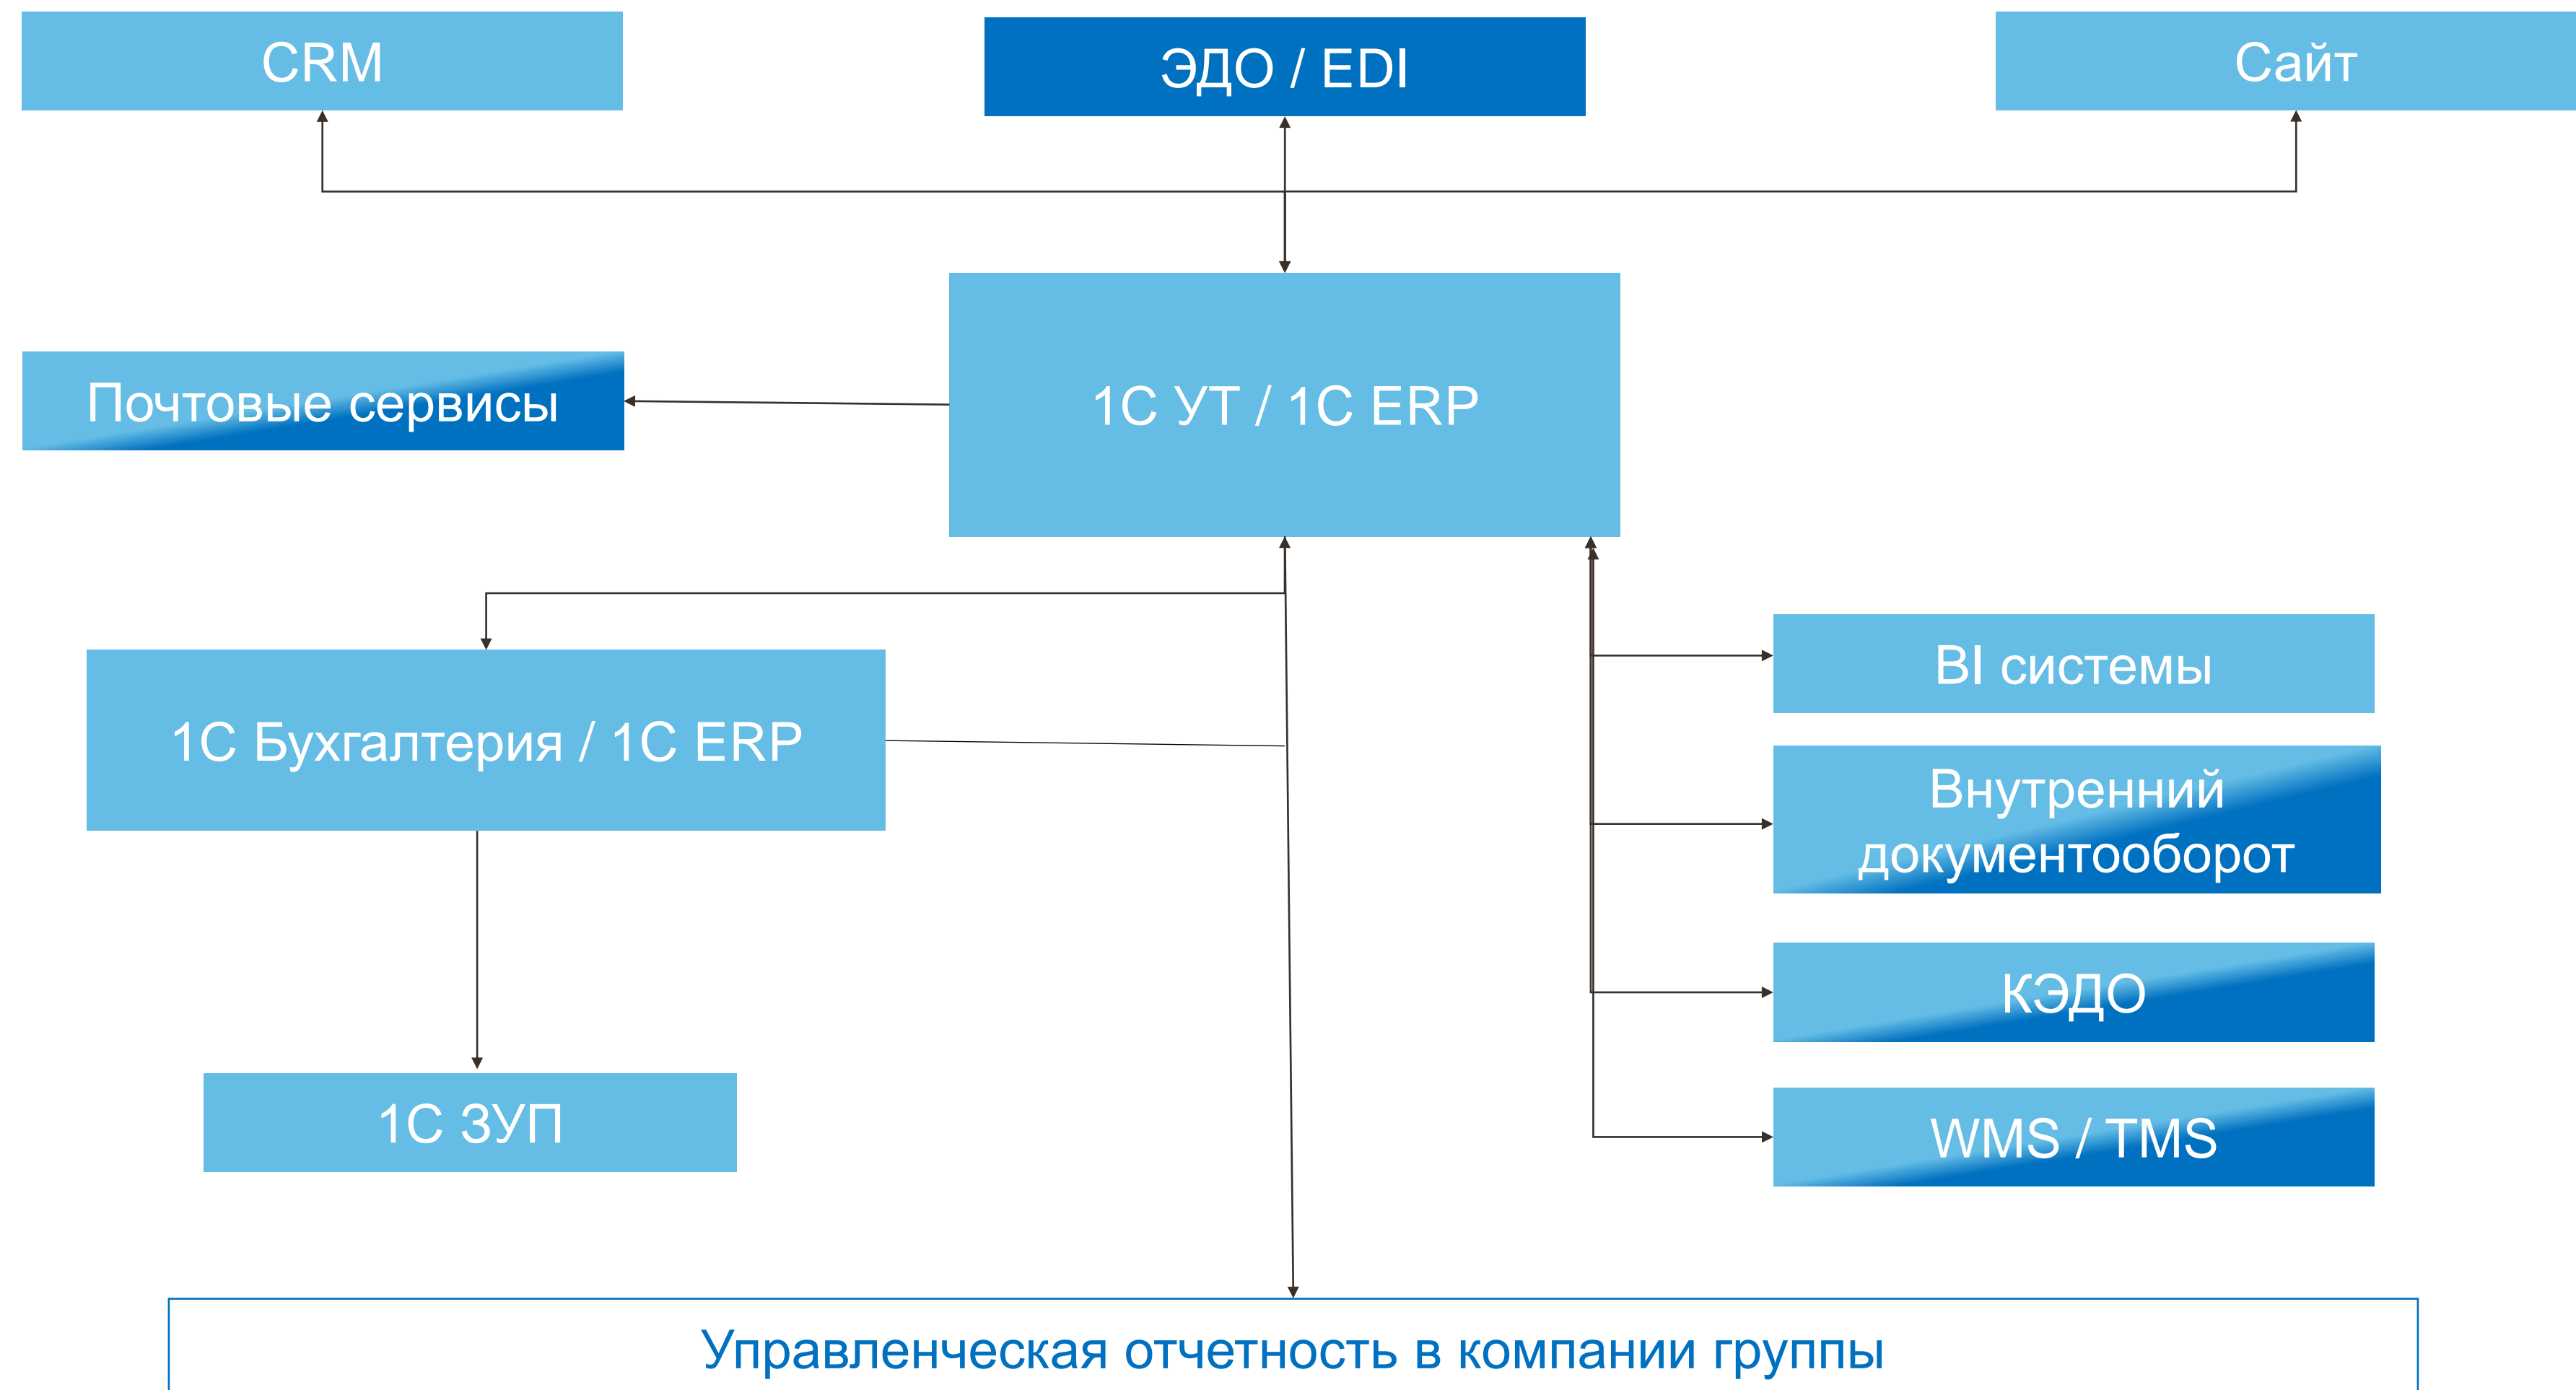 CRM
ЭДО / EDI
Сайт
Почтовые сервисы
1С УТ / 1С ERP
1С Бухгалтерия / 1С ERP
BI системы
Внутренний
документооборот
КЭДО
1С ЗУП
WMS / TMS
Управленческая отчетность в компании группы